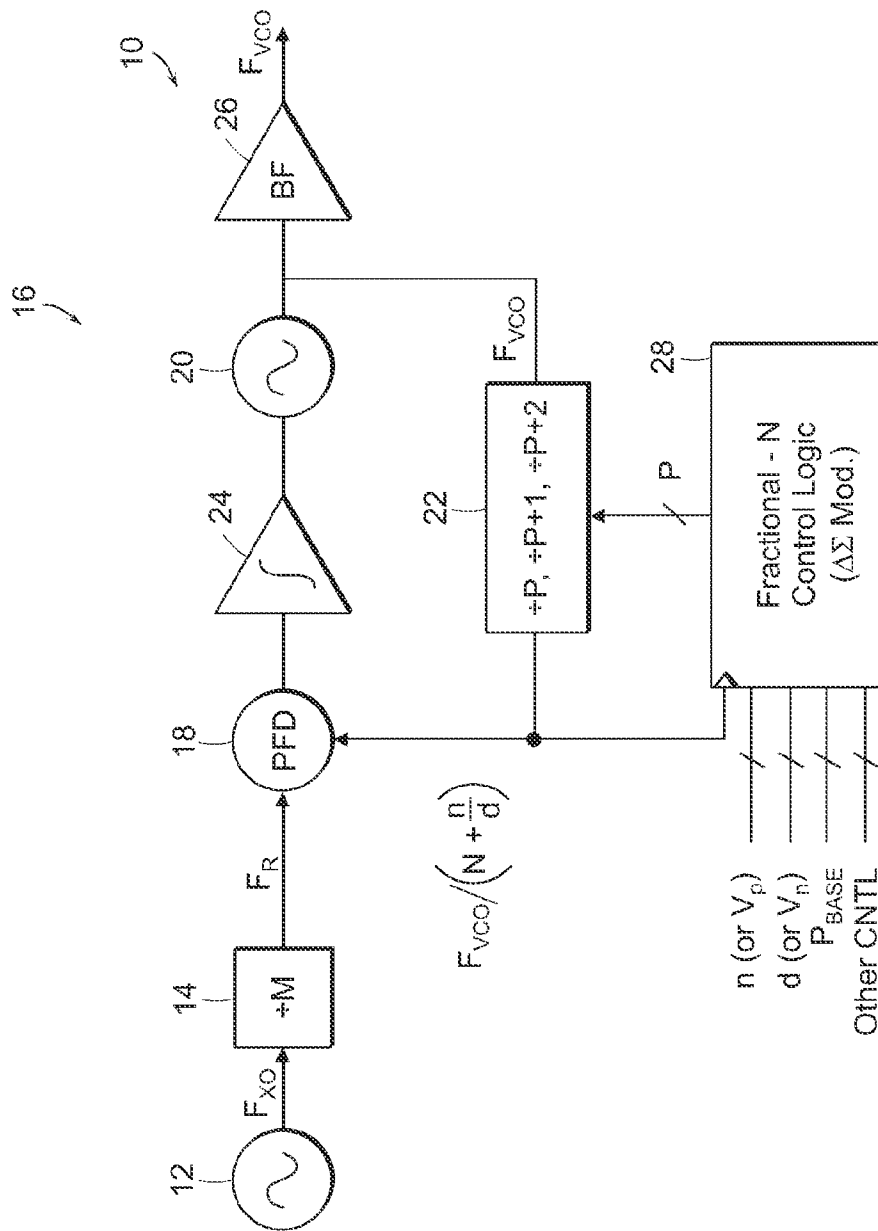 10
16
12
F_XO
14
÷M
F_R
18
PFD
24
20
26
BF
F_VCO
F_VCO
22
÷P, ÷P+1, ÷P+2
F_VCO/(N + n/d)
P
28
Fractional - N
Control Logic
(ΔΣ Mod.)
n (or V_p)
d (or V_n)
P_BASE
Other CNTL